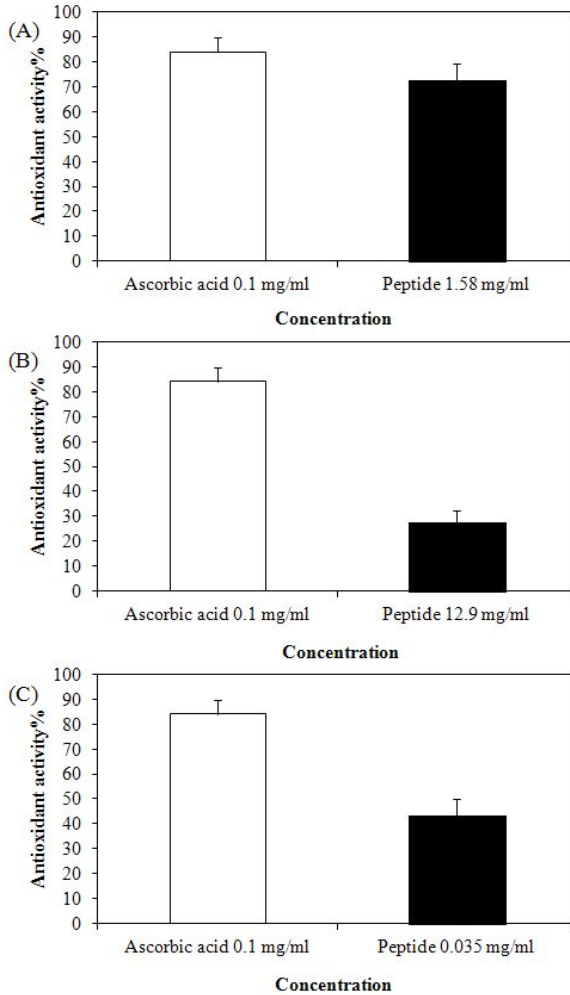 (A)
Antioxidant activity%
100
90
80
70
60
50
40
30
20
10
0
Ascorbic acid 0.1 mg/ml Peptide 1.58 mg/ml
Concentration
(B)
Antioxidant activity%
100
90
80
70
60
50
40
30
20
10
0
Ascorbic acid 0.1 mg/ml Peptide 12.9 mg/ml
Concentration
(C)
Antioxidant activity%
100
90
80
70
60
50
40
30
20
10
0
Ascorbic acid 0.1 mg/ml Peptide 0.035 mg/ml
Concentration